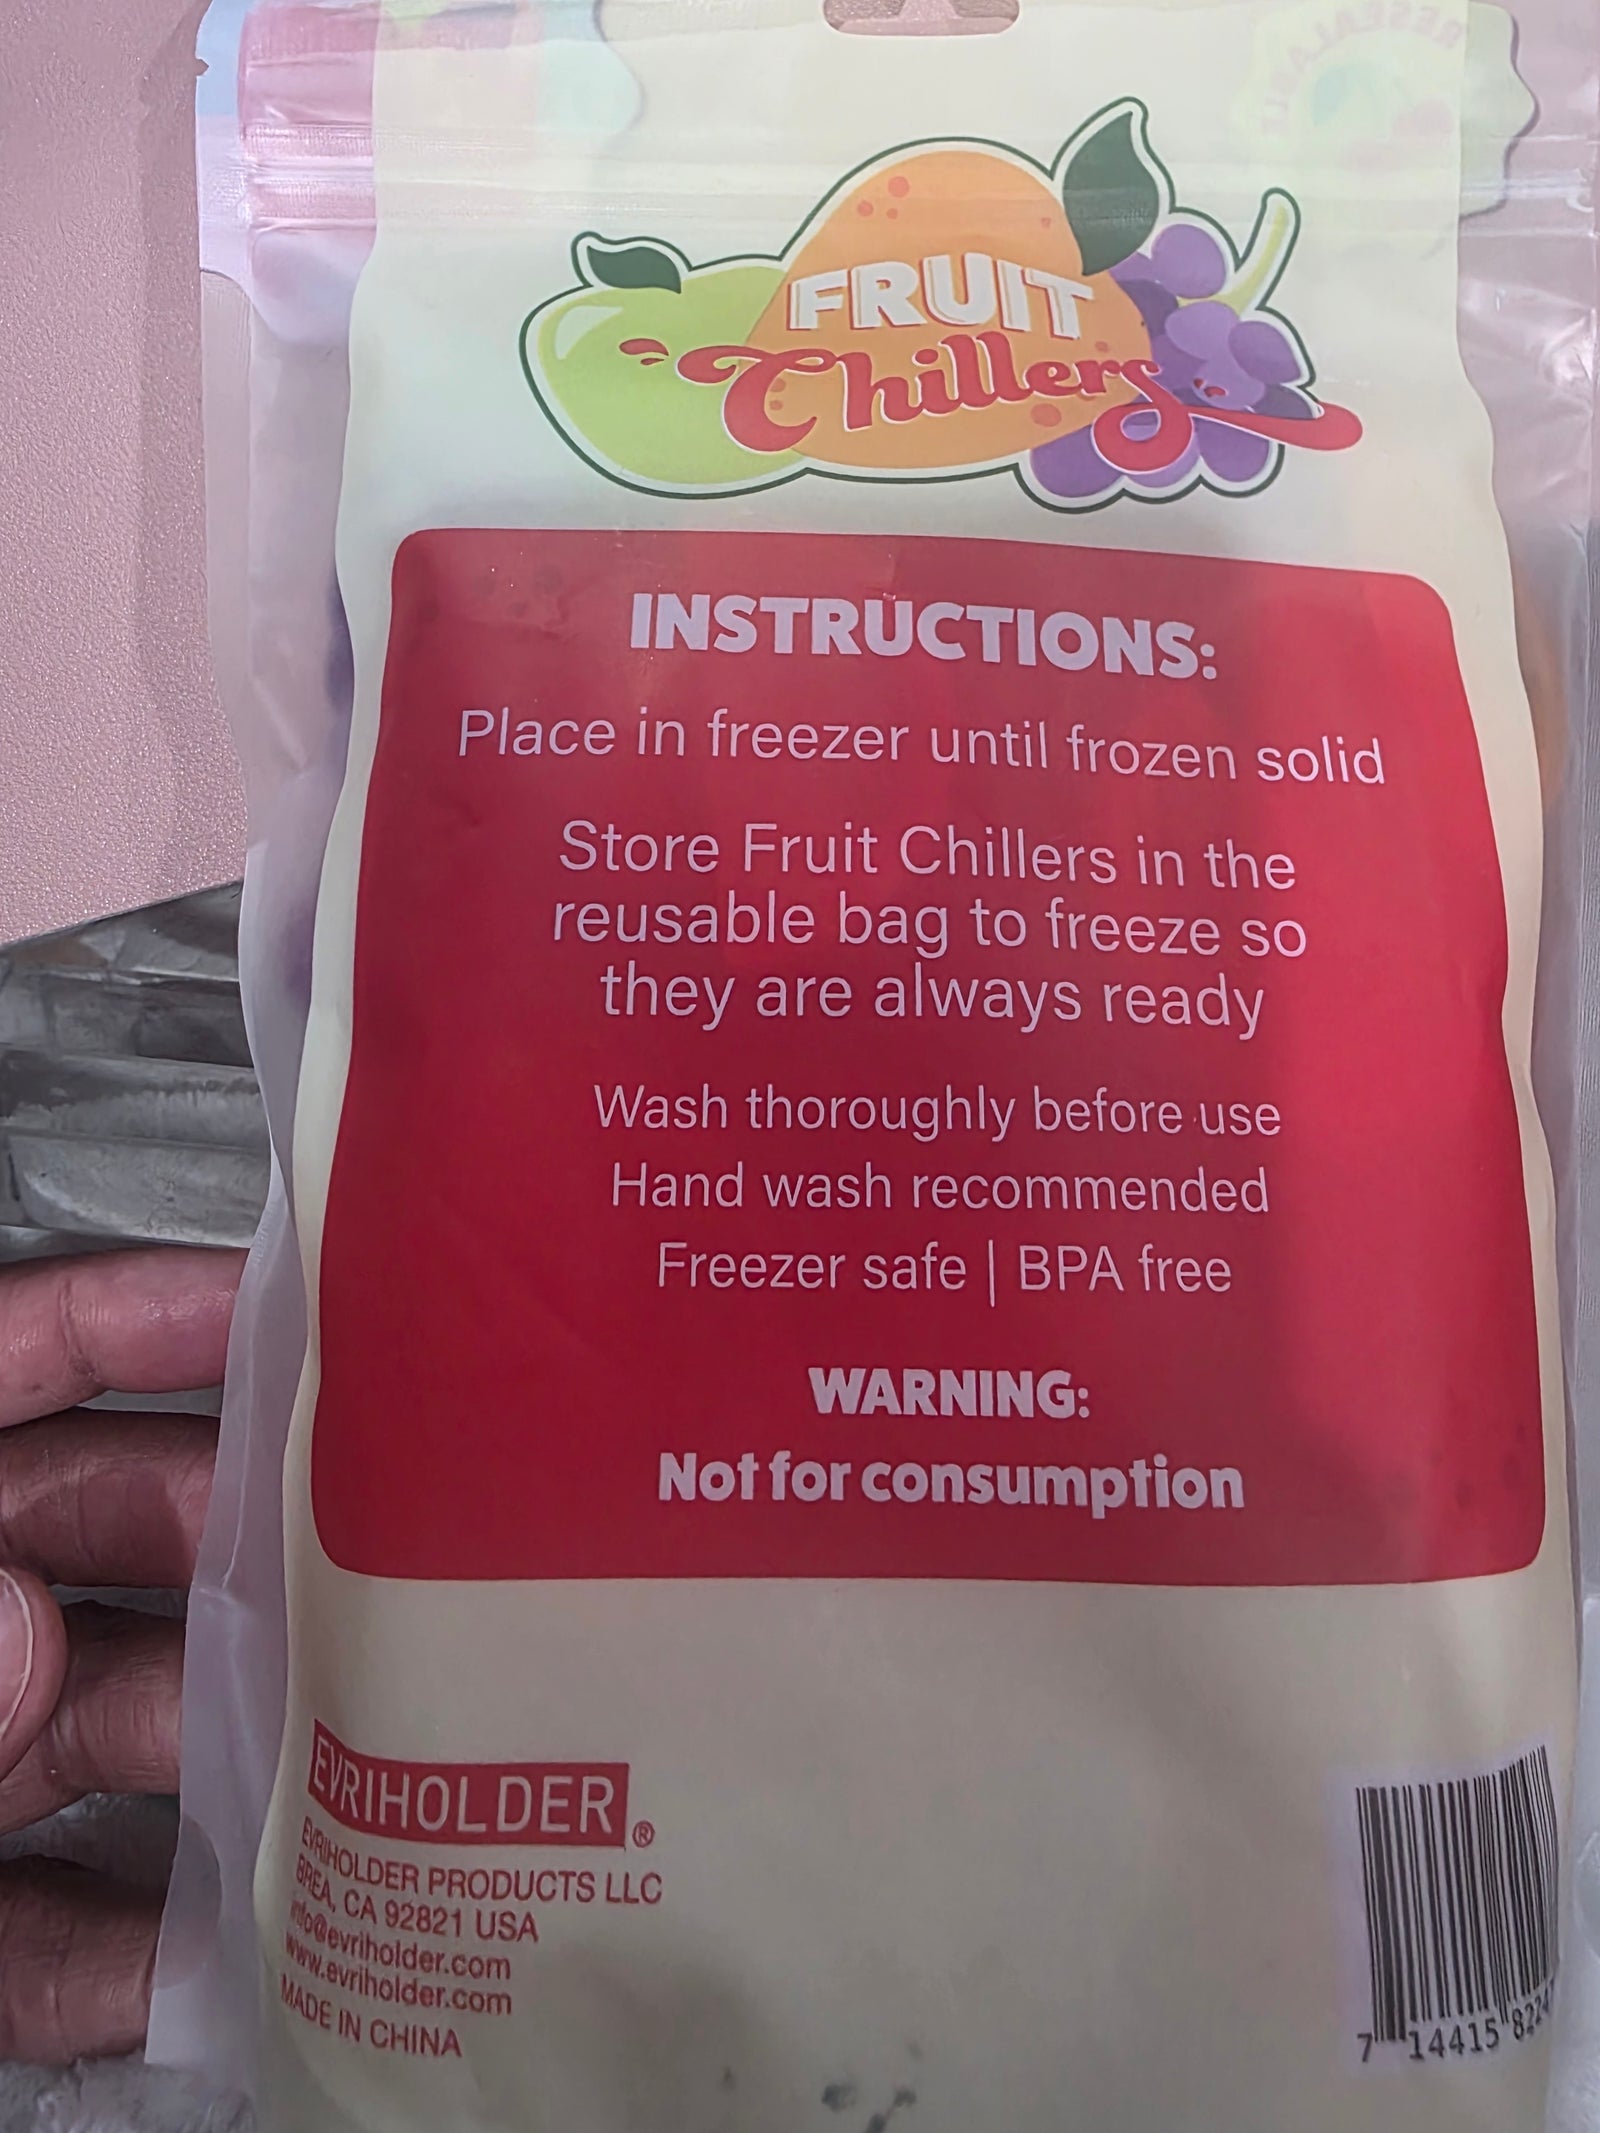 RESEALABLE
FRUIT
Chillers
INSTRUCTIONS:
Place in freezer until frozen solid
Store Fruit Chillers in the
reusable bag to freeze so
they are always ready
Wash thoroughly before use
Hand wash recommended
Freezer safe | BPA free
WARNING:
Not for consumption
EVRIHOLDER®
EVRIHOLDER PRODUCTS LLC
BREA, CA 92821 USA
info@evriholder.com
www.evriholder.com
MADE IN CHINA
7 14415